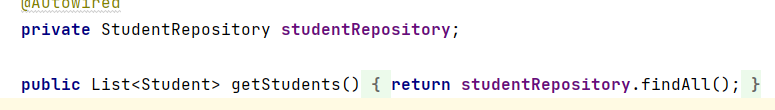 @Autowired
private StudentRepository studentRepository;
public List<Student> getStudents() { return studentRepository.findAll(); }